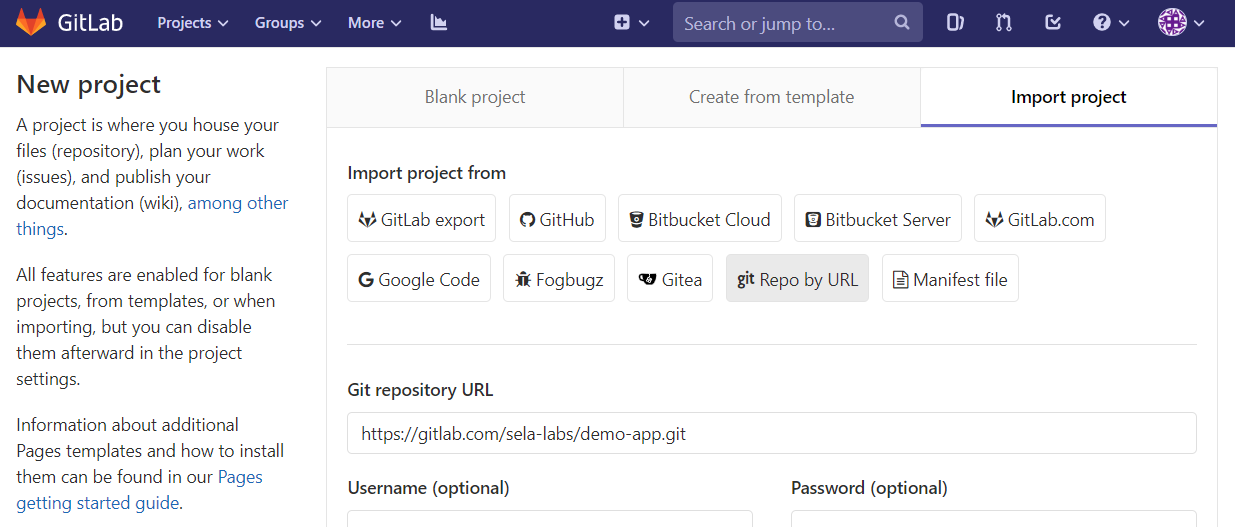 GitLab Projects Groups More Search or jump to...
New project
A project is where you house your
files (repository), plan your work
(issues), and publish your
documentation (wiki), among other
things.
All features are enabled for blank
projects, from templates, or when
importing, but you can disable
them afterward in the project
settings.
Information about additional
Pages templates and how to install
them can be found in our Pages
getting started guide.
Blank project Create from template Import project
Import project from
GitLab export GitHub Bitbucket Cloud Bitbucket Server GitLab.com
G Google Code Fogbugz Gitea git Repo by URL Manifest file
Git repository URL
https://gitlab.com/sela-labs/demo-app.git
Username (optional) Password (optional)